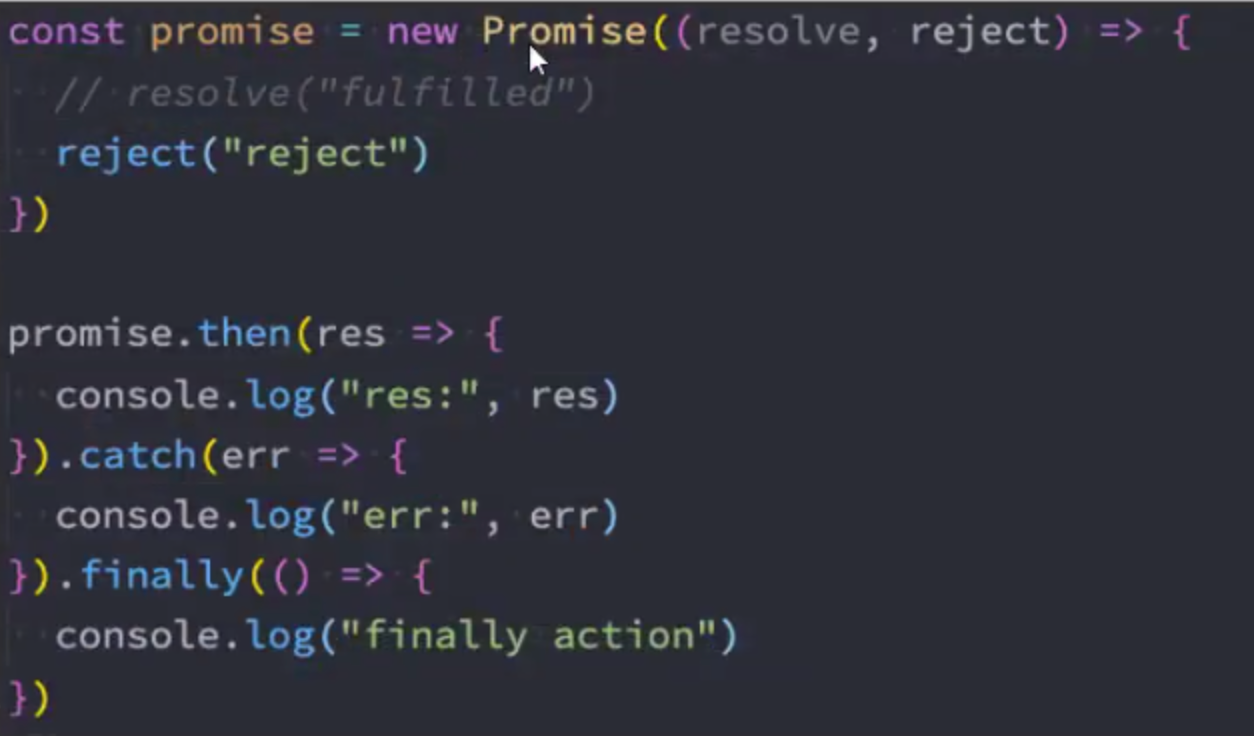 const promise = new Promise((resolve, reject) => {
  // resolve("fulfilled")
  reject("reject")
})

promise.then(res => {
  console.log("res:", res)
}).catch(err => {
  console.log("err:", err)
}).finally(() => {
  console.log("finally action")
})